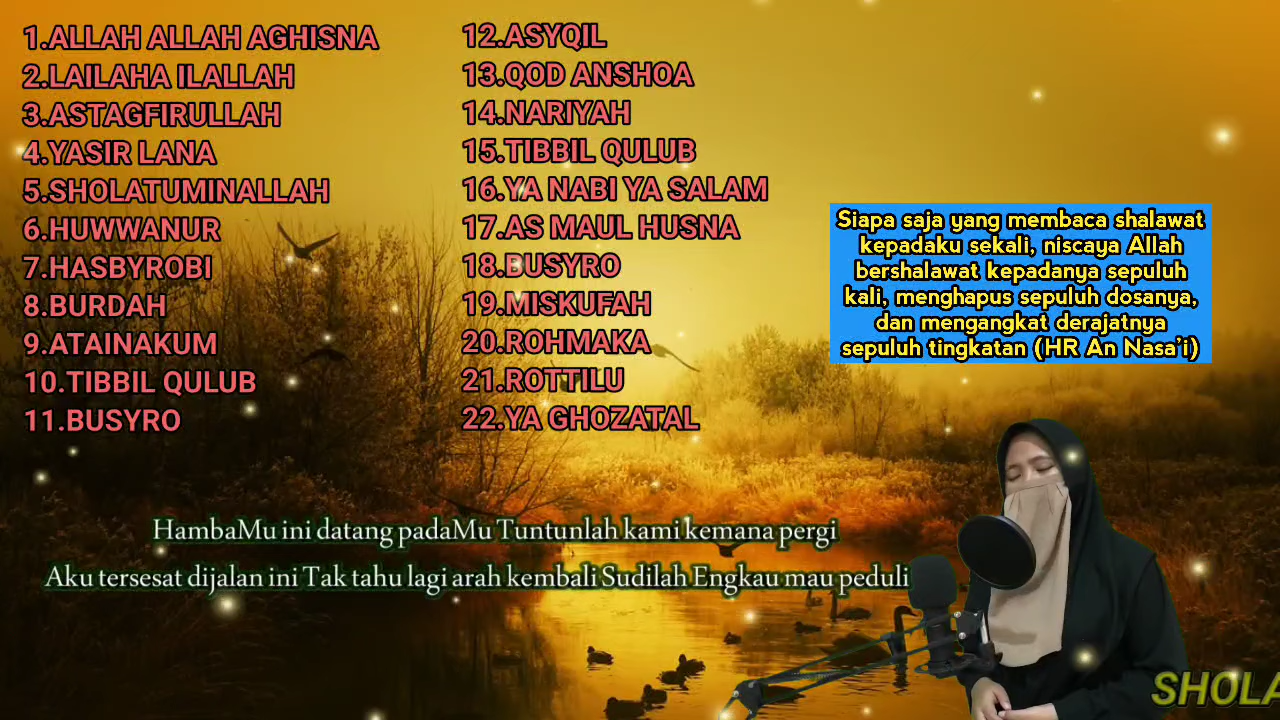 1.ALLAH ALLAH AGHISNA
2.LAILAHA ILALLAH
3.ASTAGFIRULLAH
4.YASIR LANA
5.SHOLATUMINALLAH
6.HUWWANUR
7.HASBYROBI
8.BURDAH
9.ATAINAKUM
10.TIBBIL QULUB
11.BUSYRO
12.ASYQIL
13.QOD ANSHOA
14.NARIYAH
15.TIBBIL QULUB
16.YA NABI YA SALAM
17.AS MAUL HUSNA
18.BUSYRO
19.MISKUFAH
20.ROHMAKA
21.ROTTILU
22.YA GHOZATAL
Siapa saja yang membaca shalawat
kepadaku sekali, niscaya Allah
bershalawat kepadanya sepuluh
kali, menghapus sepuluh dosanya,
dan mengangkat derajatnya
sepuluh tingkatan (HR An Nasa'i)
HambaMu ini datang padaMu Tuntunlah kami kemana pergi
Aku tersesat dijalan ini Tak tahu lagi arah kembali Sudilah Engkau mau peduli
SHOLA